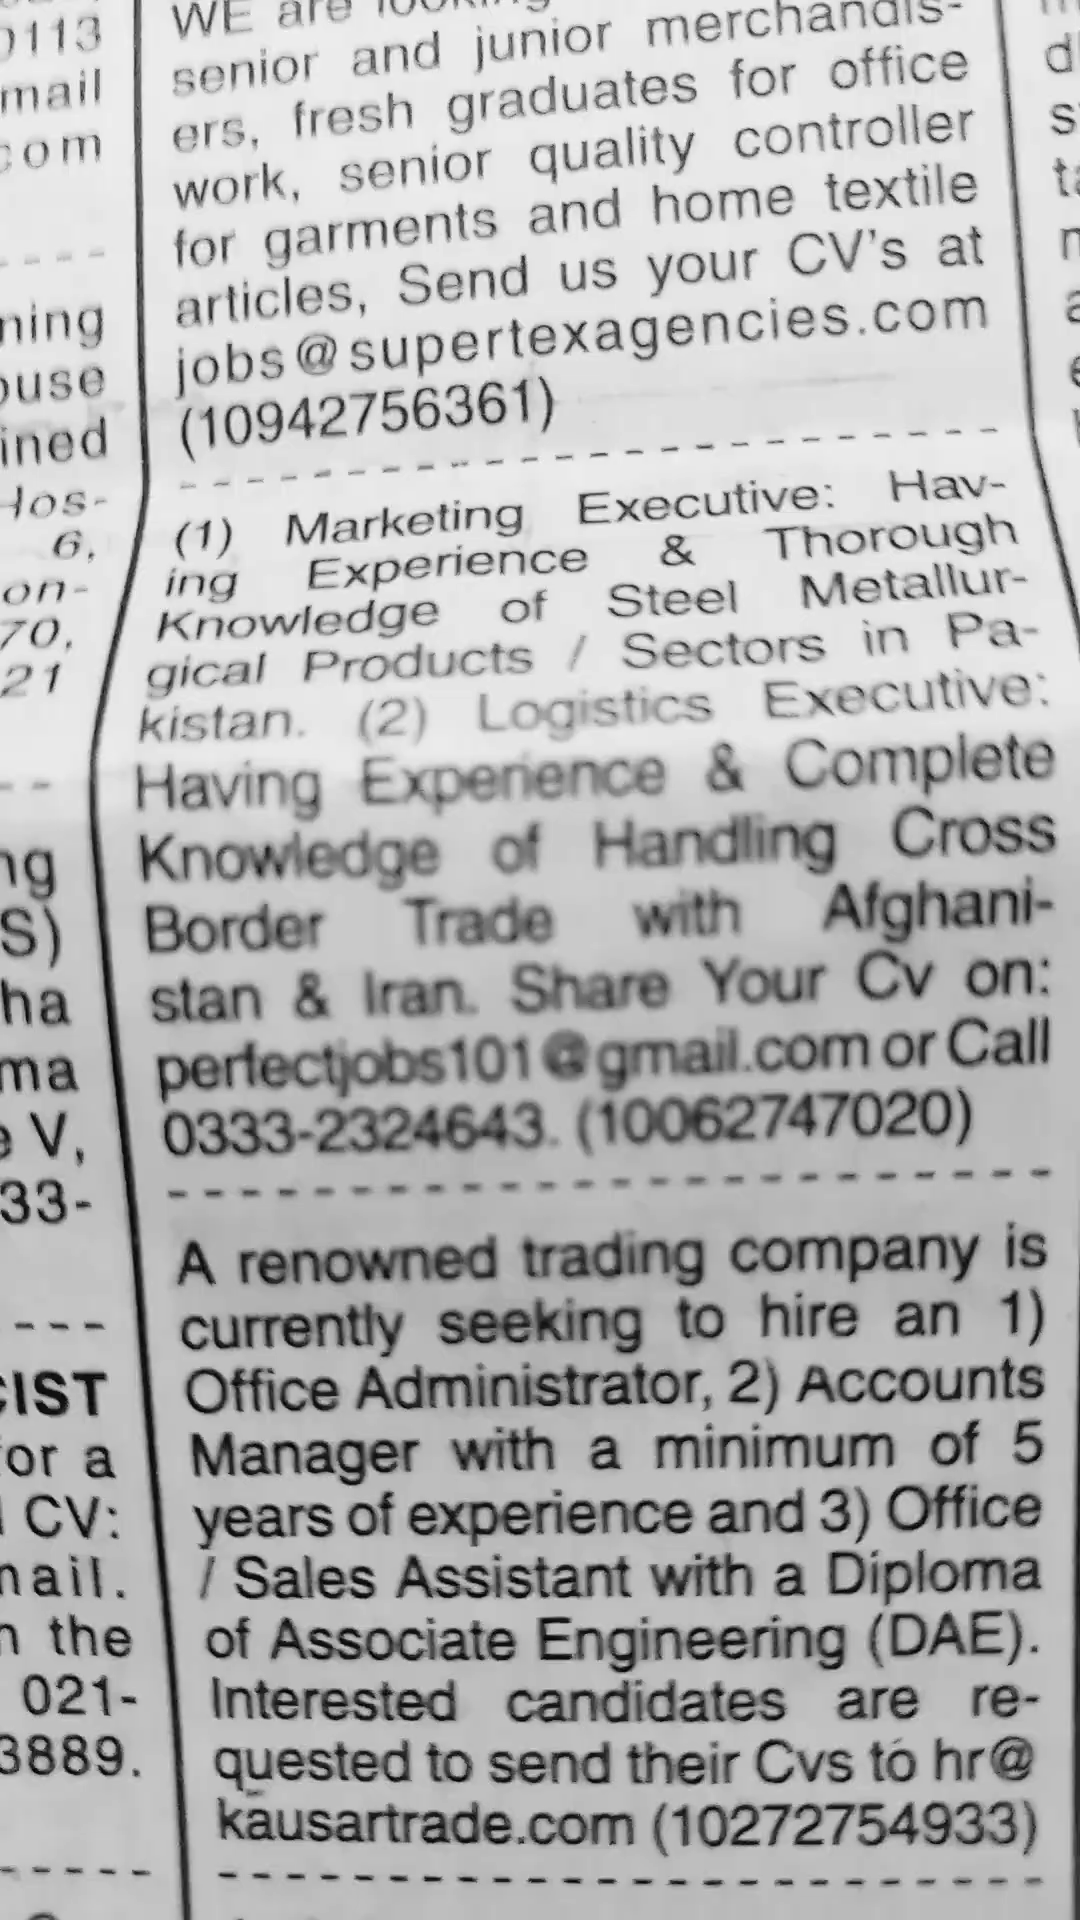 0113
mail
com
ning
ouse
ined
Hos-
6,
on-
70,
21
ng
S)
ha
ma
e V,
33-
CIST
for a
CV:
mail.
n the
021-
3889.
WE are looking
senior and junior merchandis-
ers, fresh graduates for office
work, senior quality controller
for garments and home textile
articles, Send us your CV's at
jobs@supertexagencies.com
(10942756361)
(1) Marketing Executive: Hav-
ing Experience & Thorough
Knowledge of Steel Metallur-
gical Products / Sectors in Pa-
kistan. (2) Logistics Executive:
Having Experience & Complete
Knowledge of Handling Cross
Border Trade with Afghani-
stan & Iran. Share Your Cv on:
perfectjobs101@gmail.com or Call
0333-2324643. (10062747020)
A renowned trading company is
currently seeking to hire an 1)
Office Administrator, 2) Accounts
Manager with a minimum of 5
years of experience and 3) Office
/ Sales Assistant with a Diploma
of Associate Engineering (DAE).
Interested candidates are re-
quested to send their Cvs to hr@
kausartrade.com (10272754933)